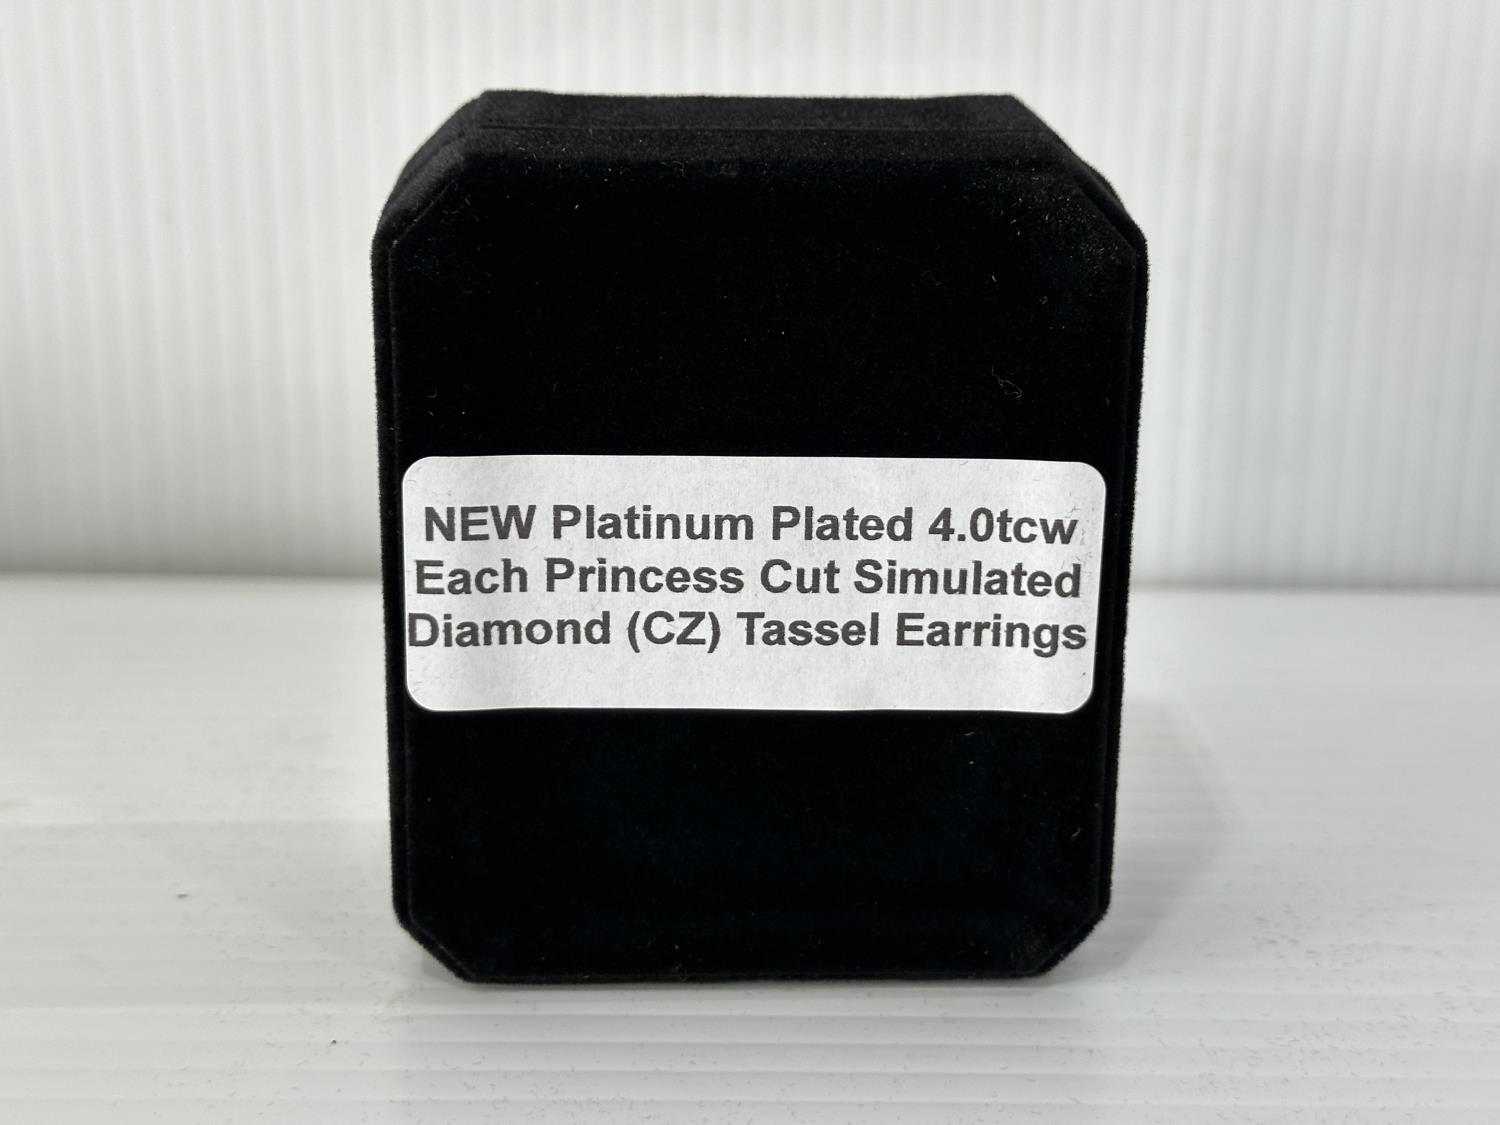 NEW Platinum Plated 4.0tcw
Each Princess Cut Simulated
Diamond (CZ) Tassel Earrings